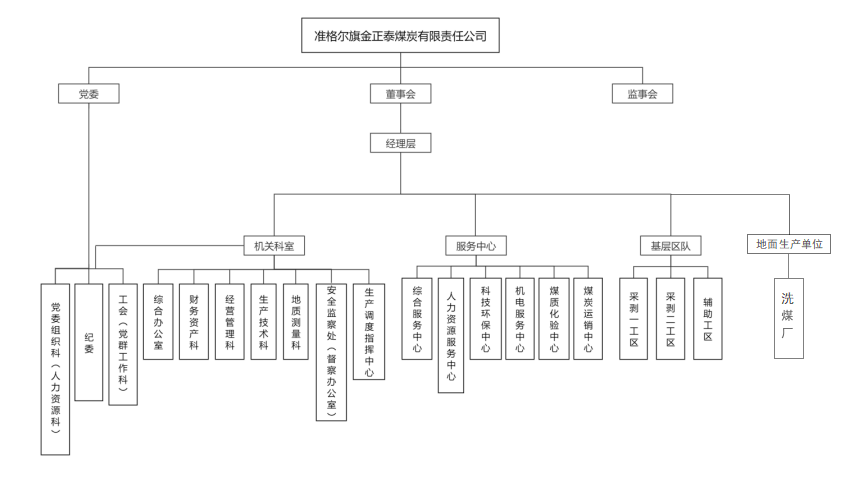 准格尔旗金正泰煤炭有限责任公司
党委
董事会
监事会
经理层
机关科室
服务中心
基层区队
地面生产单位
党委组织科（人力资源科）
纪委
工会（党群工作科）
综合办公室
财务资产科
经营管理科
生产技术科
地质测量科
安全监察处（督察办公室）
生产调度指挥中心
综合服务中心
人力资源服务中心
科技环保中心
机电服务中心
煤质化验中心
煤炭运销中心
采剥一工区
采剥二工区
辅助工区
洗煤厂